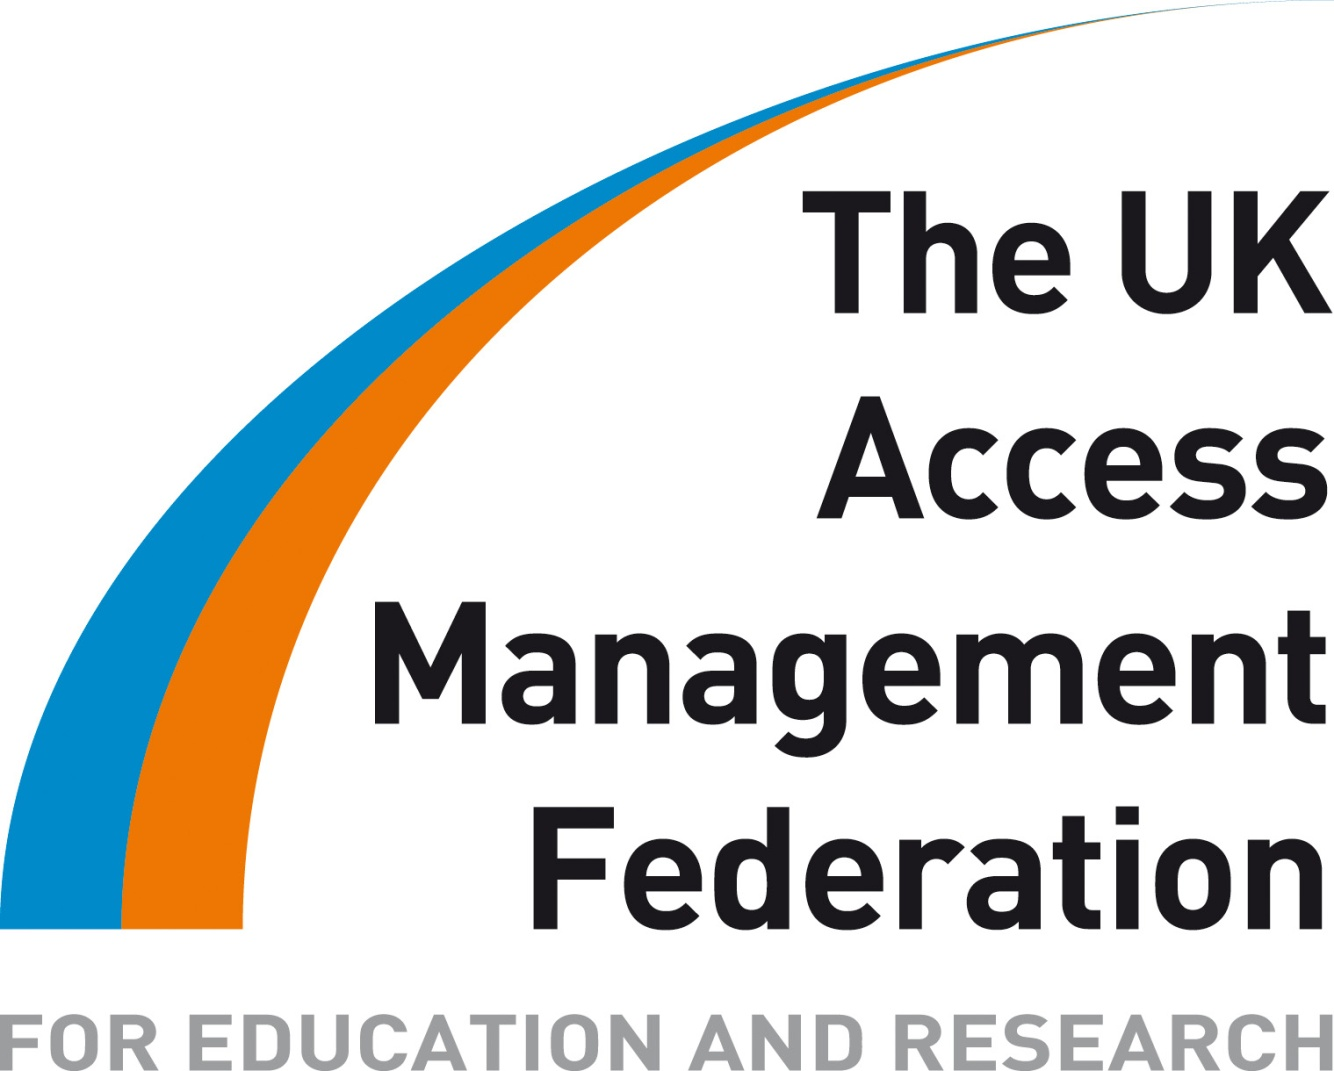 The UK
Access
Management
Federation
FOR EDUCATION AND RESEARCH